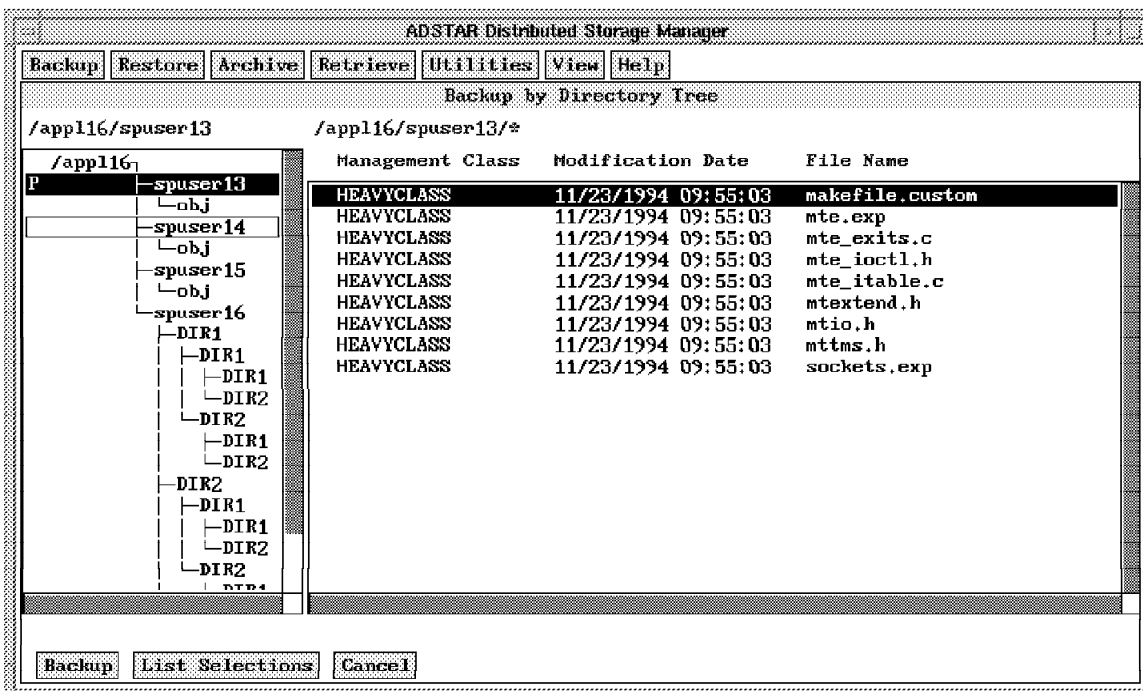 ADSTAR Distributed Storage Manager
Backup Restore Archive Retrieve Utilities View Help
Backup by Directory Tree
/appl16/spuser13 /appl16/spuser13/*
/appl16
P spuser13
obj
spuser14
obj
spuser15
obj
spuser16
DIR1
DIR1
DIR1
DIR2
DIR2
DIR1
DIR2
DIR2
DIR1
DIR1
DIR2
DIR2
DIR1
Management Class Modification Date File Name
HEAVYCLASS 11/23/1994 09:55:03 makefile.custom
HEAVYCLASS 11/23/1994 09:55:03 mte.exp
HEAVYCLASS 11/23/1994 09:55:03 mte_exits.c
HEAVYCLASS 11/23/1994 09:55:03 mte_ioctl.h
HEAVYCLASS 11/23/1994 09:55:03 mte_itable.c
HEAVYCLASS 11/23/1994 09:55:03 mtextend.h
HEAVYCLASS 11/23/1994 09:55:03 mtio.h
HEAVYCLASS 11/23/1994 09:55:03 mttms.h
HEAVYCLASS 11/23/1994 09:55:03 sockets.exp
Backup List Selections Cancel